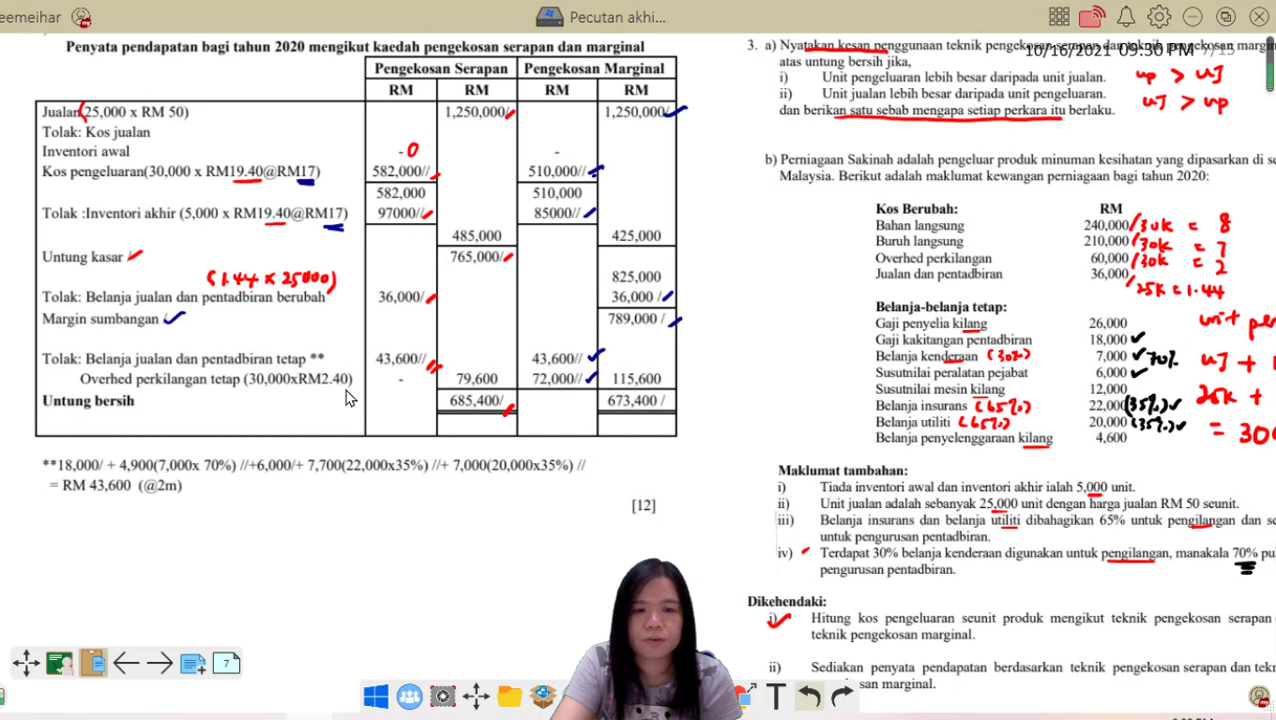 eemeihar
Pecutan akhi...
10/16/2021 09:30 PM 7/15
Penyata pendapatan bagi tahun 2020 mengikut kaedah pengekosan serapan dan marginal
Pengekosan Serapan Pengekosan Marginal
RM RM RM RM
Jualan(25,000 x RM 50) 1,250,000/ 1,250,000/
Tolak: Kos jualan
Inventori awal - 0 -
Kos pengeluaran(30,000 x RM19.40@RM17) 582,000// 510,000//
582,000 510,000
Tolak :Inventori akhir (5,000 x RM19.40@RM17) 97000// 85000//
485,000 425,000
Untung kasar / 765,000/
(1.44 x 25000) 825,000
Tolak: Belanja jualan dan pentadbiran berubah 36,000/ 36,000 /
Margin sumbangan 789,000 /
Tolak: Belanja jualan dan pentadbiran tetap ** 43,600// 43,600//
Overhed perkilangan tetap (30,000xRM2.40) - 79,600 72,000// 115,600
Untung bersih 685,400/ 673,400 /
**18,000/ + 4,900(7,000x 70%) //+6,000/+ 7,700(22,000x35%) //+ 7,000(20,000x35%) //
= RM 43,600 (@2m)
[12]
7
3. a) Nyatakan kesan penggunaan teknik pengekosan serapan dan teknik pengekosan margin
atas untung bersih jika,
i) Unit pengeluaran lebih besar daripada unit jualan. up > uJ
ii) Unit jualan lebih besar daripada unit pengeluaran. uJ > up
dan berikan satu sebab mengapa setiap perkara itu berlaku.
b) Perniagaan Sakinah adalah pengeluar produk minuman kesihatan yang dipasarkan di se
Malaysia. Berikut adalah maklumat kewangan perniagaan bagi tahun 2020:
Kos Berubah: RM
Bahan langsung 240,000/30k = 8
Buruh langsung 210,000/30k = 7
Overhed perkilangan 60,000/30k = 2
Jualan dan pentadbiran 36,000/25k = 1.44
Belanja-belanja tetap:
Gaji penyelia kilang 26,000 unit pe
Gaji kakitangan pentadbiran 18,000
Belanja kenderaan (30%) 7,000 70% uJ +
Susutnilai peralatan pejabat 6,000
Susutnilai mesin kilang 12,000 25k +
Belanja insurans (65%) 22,000(35%)
Belanja utiliti (65%) 20,000(35%) = 300
Belanja penyelenggaraan kilang 4,600
Maklumat tambahan:
i) Tiada inventori awal dan inventori akhir ialah 5,000 unit.
ii) Unit jualan adalah sebanyak 25,000 unit dengan harga jualan RM 50 seunit.
iii) Belanja insurans dan belanja utiliti dibahagikan 65% untuk pengilangan dan se
untuk pengurusan pentadbiran.
iv) Terdapat 30% belanja kenderaan digunakan untuk pengilangan, manakala 70% pu
pengurusan pentadbiran.
Dikehendaki:
i) Hitung kos pengeluaran seunit produk mengikut teknik pengekosan serapan
teknik pengekosan marginal.
ii) Sediakan penyata pendapatan berdasarkan teknik pengekosan serapan dan tekn
san marginal.